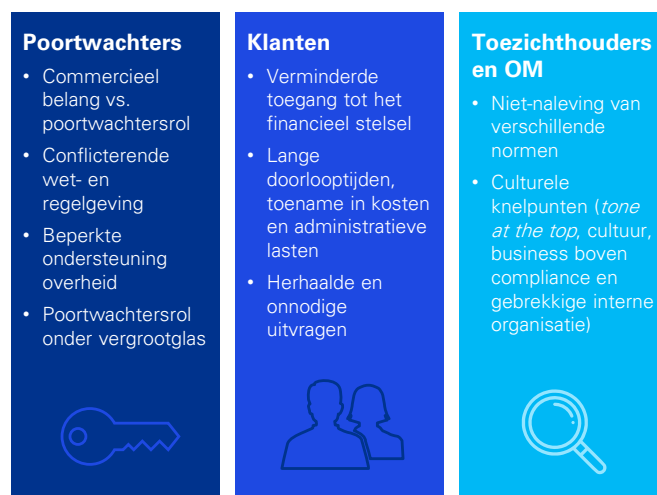 Poortwachters
• Commercieel
belang vs.
poortwachtersrol
• Conflicterende
wet- en
regelgeving
• Beperkte
ondersteuning
overheid
• Poortwachtersrol
onder vergrootglas
Klanten
• Verminderde
toegang tot het
financieel stelsel
• Lange
doorlooptijden,
toename in kosten
en administratieve
lasten
• Herhaalde en
onnodige
uitvragen
Toezichthouders
en OM
• Niet-naleving van
verschillende
normen
• Culturele
knelpunten (tone
at the top, cultuur,
business boven
compliance en
gebrekkige interne
organisatie)